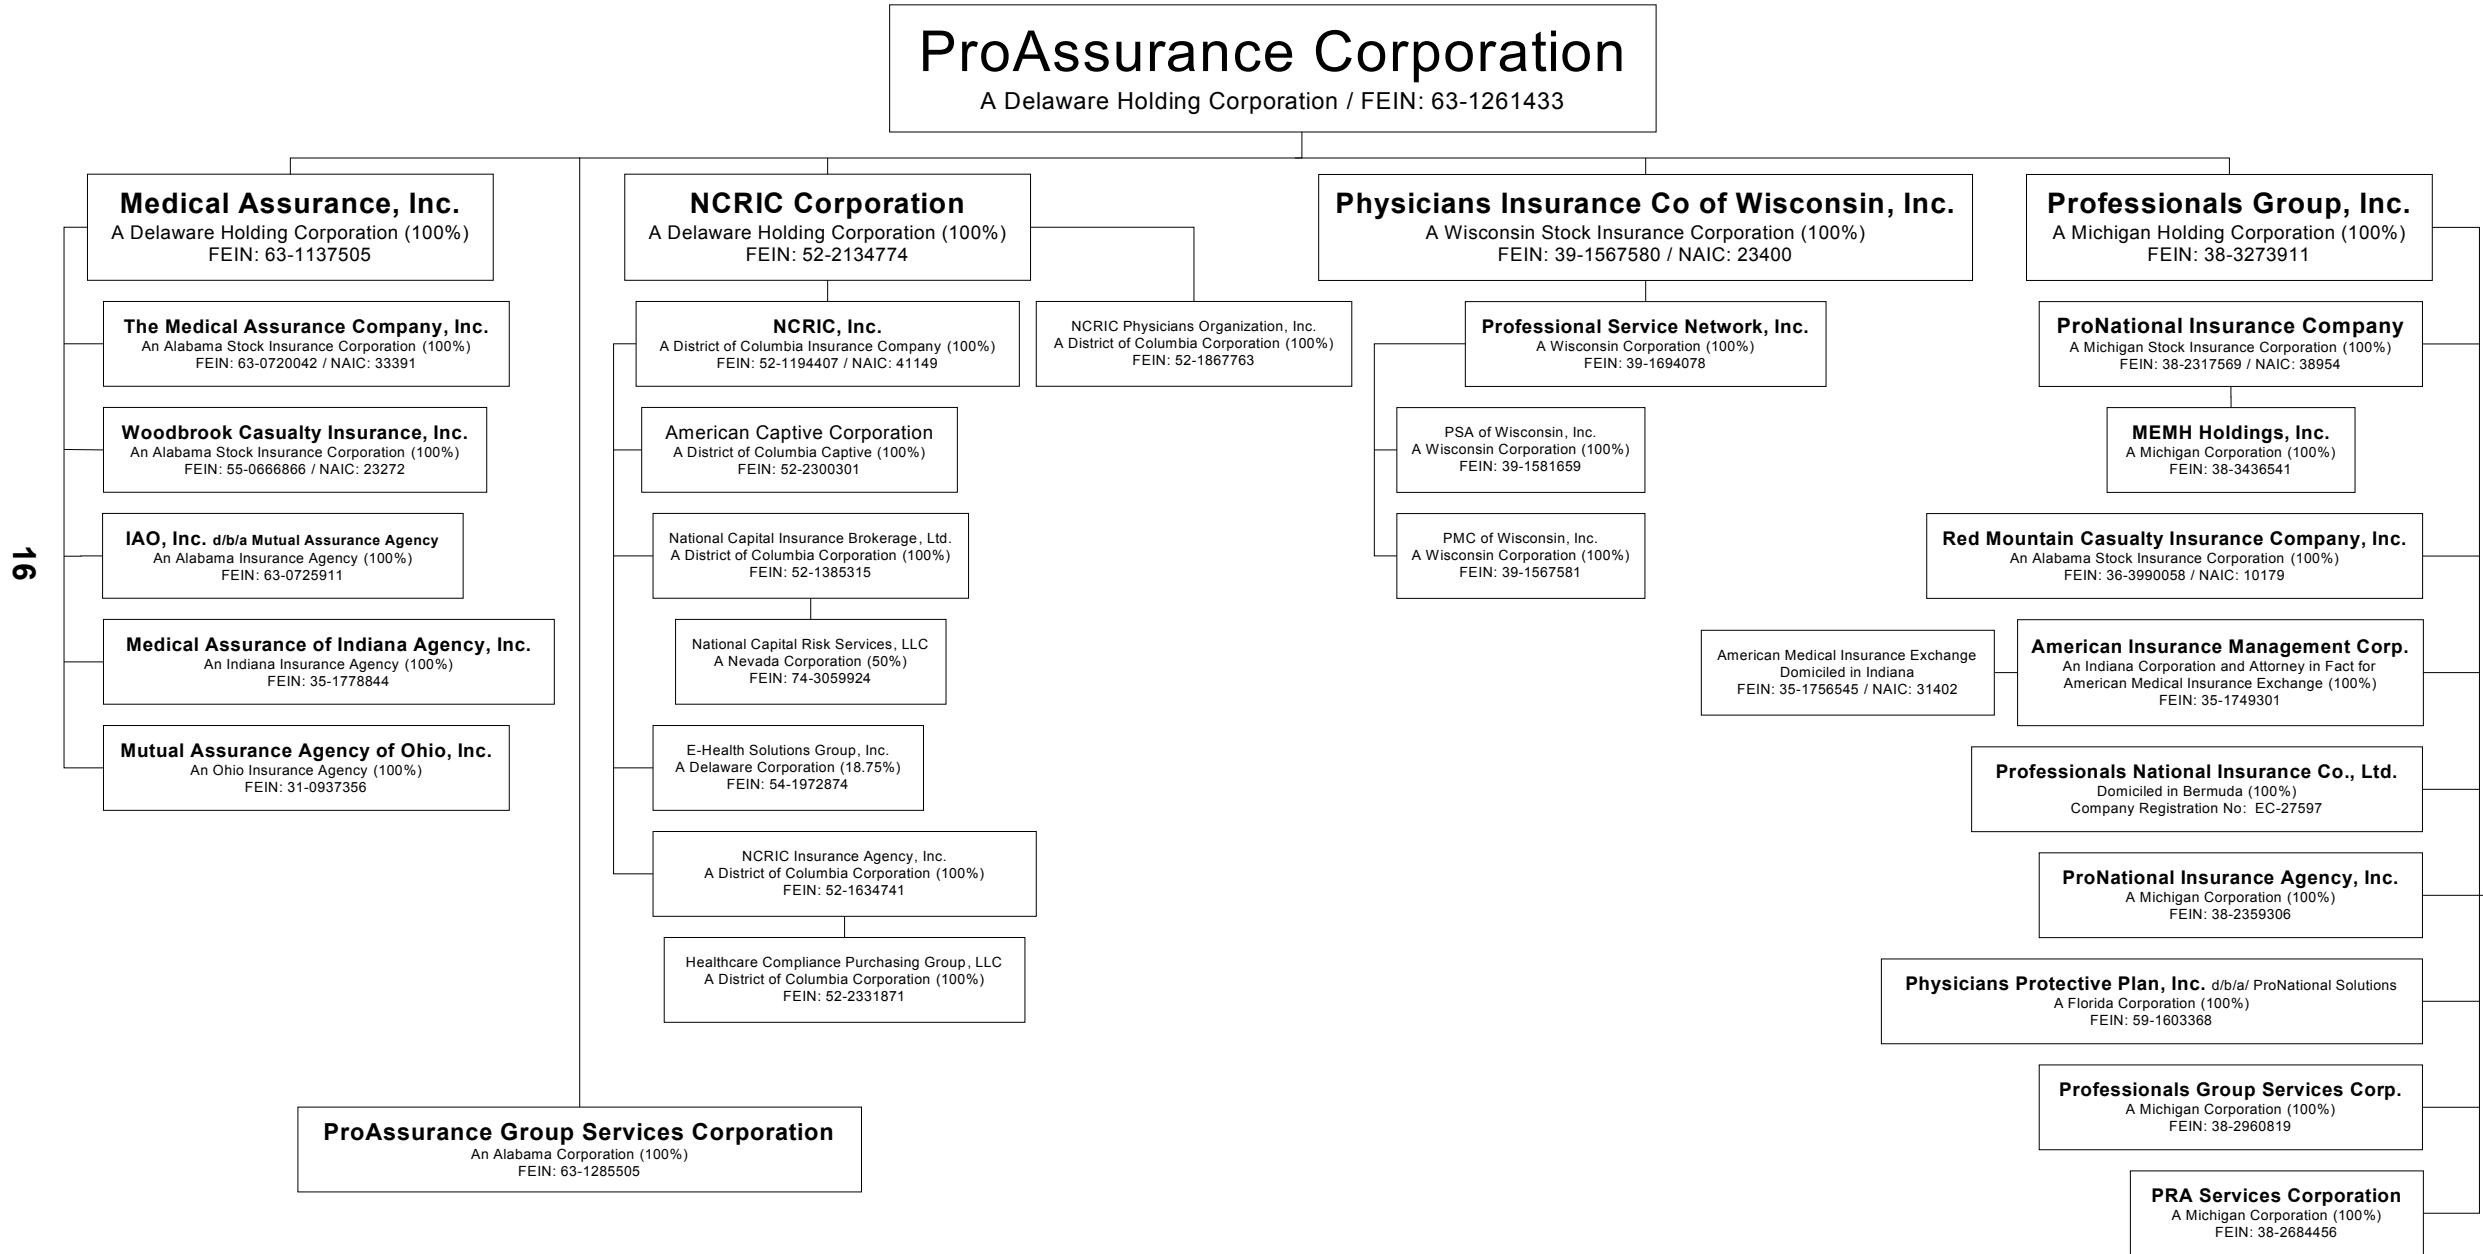 ProAssurance Corporation
A Delaware Holding Corporation / FEIN: 63-1261433
Medical Assurance, Inc.
A Delaware Holding Corporation (100%)
FEIN: 63-1137505
The Medical Assurance Company, Inc.
An Alabama Stock Insurance Corporation (100%)
FEIN: 63-0720042 / NAIC: 33391
Woodbrook Casualty Insurance, Inc.
An Alabama Stock Insurance Corporation (100%)
FEIN: 55-0666866 / NAIC: 23272
IAO, Inc. d/b/a Mutual Assurance Agency
An Alabama Insurance Agency (100%)
FEIN: 63-0725911
Medical Assurance of Indiana Agency, Inc.
An Indiana Insurance Agency (100%)
FEIN: 35-1778844
Mutual Assurance Agency of Ohio, Inc.
An Ohio Insurance Agency (100%)
FEIN: 31-0937356
ProAssurance Group Services Corporation
An Alabama Corporation (100%)
FEIN: 63-1285505
NCRIC Corporation
A Delaware Holding Corporation (100%)
FEIN: 52-2134774
NCRIC, Inc.
A District of Columbia Insurance Company (100%)
FEIN: 52-1194407 / NAIC: 41149
American Captive Corporation
A District of Columbia Captive (100%)
FEIN: 52-2300301
National Capital Insurance Brokerage, Ltd.
A District of Columbia Corporation (100%)
FEIN: 52-1385315
National Capital Risk Services, LLC
A Nevada Corporation (50%)
FEIN: 74-3059924
E-Health Solutions Group, Inc.
A Delaware Corporation (18.75%)
FEIN: 54-1972874
NCRIC Insurance Agency, Inc.
A District of Columbia Corporation (100%)
FEIN: 52-1634741
Healthcare Compliance Purchasing Group, LLC
A District of Columbia Corporation (100%)
FEIN: 52-2331871
NCRIC Physicians Organization, Inc.
A District of Columbia Corporation (100%)
FEIN: 52-1867763
Physicians Insurance Co of Wisconsin, Inc.
A Wisconsin Stock Insurance Corporation (100%)
FEIN: 39-1567580 / NAIC: 23400
Professional Service Network, Inc.
A Wisconsin Corporation (100%)
FEIN: 39-1694078
PSA of Wisconsin, Inc.
A Wisconsin Corporation (100%)
FEIN: 39-1581659
PMC of Wisconsin, Inc.
A Wisconsin Corporation (100%)
FEIN: 39-1567581
Professionals Group, Inc.
A Michigan Holding Corporation (100%)
FEIN: 38-3273911
ProNational Insurance Company
A Michigan Stock Insurance Corporation (100%)
FEIN: 38-2317569 / NAIC: 38954
MEMH Holdings, Inc.
A Michigan Corporation (100%)
FEIN: 38-3436541
Red Mountain Casualty Insurance Company, Inc.
An Alabama Stock Insurance Corporation (100%)
FEIN: 36-3990058 / NAIC: 10179
American Medical Insurance Exchange
Domiciled in Indiana
FEIN: 35-1756545 / NAIC: 31402
American Insurance Management Corp.
An Indiana Corporation and Attorney in Fact for
American Medical Insurance Exchange (100%)
FEIN: 35-1749301
Professionals National Insurance Co., Ltd.
Domiciled in Bermuda (100%)
Company Registration No: EC-27597
ProNational Insurance Agency, Inc.
A Michigan Corporation (100%)
FEIN: 38-2359306
Physicians Protective Plan, Inc. d/b/a/ ProNational Solutions
A Florida Corporation (100%)
FEIN: 59-1603368
Professionals Group Services Corp.
A Michigan Corporation (100%)
FEIN: 38-2960819
PRA Services Corporation
A Michigan Corporation (100%)
FEIN: 38-2684456
16